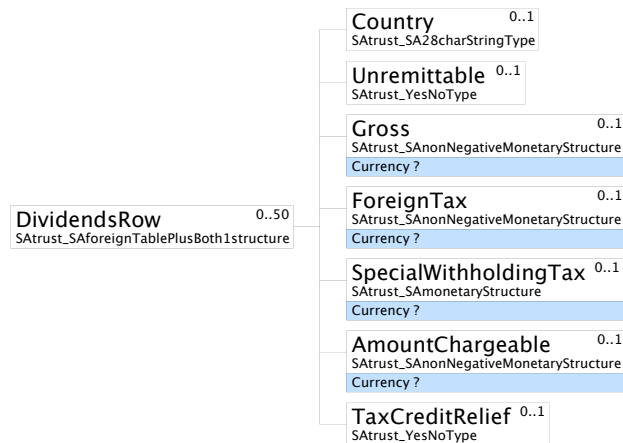 Country 0..1
SAtrust_SA28charStringType
Unremittable 0..1
SAtrust_YesNoType
Gross 0..1
SAtrust_SAnonNegativeMonetaryStructure
Currency ?
DividendsRow 0..50
SAtrust_SAforeignTablePlusBoth1structure
ForeignTax 0..1
SAtrust_SAnonNegativeMonetaryStructure
Currency ?
SpecialWithholdingTax 0..1
SAtrust_SAmonetaryStructure
Currency ?
AmountChargeable 0..1
SAtrust_SAnonNegativeMonetaryStructure
Currency ?
TaxCreditRelief 0..1
SAtrust_YesNoType